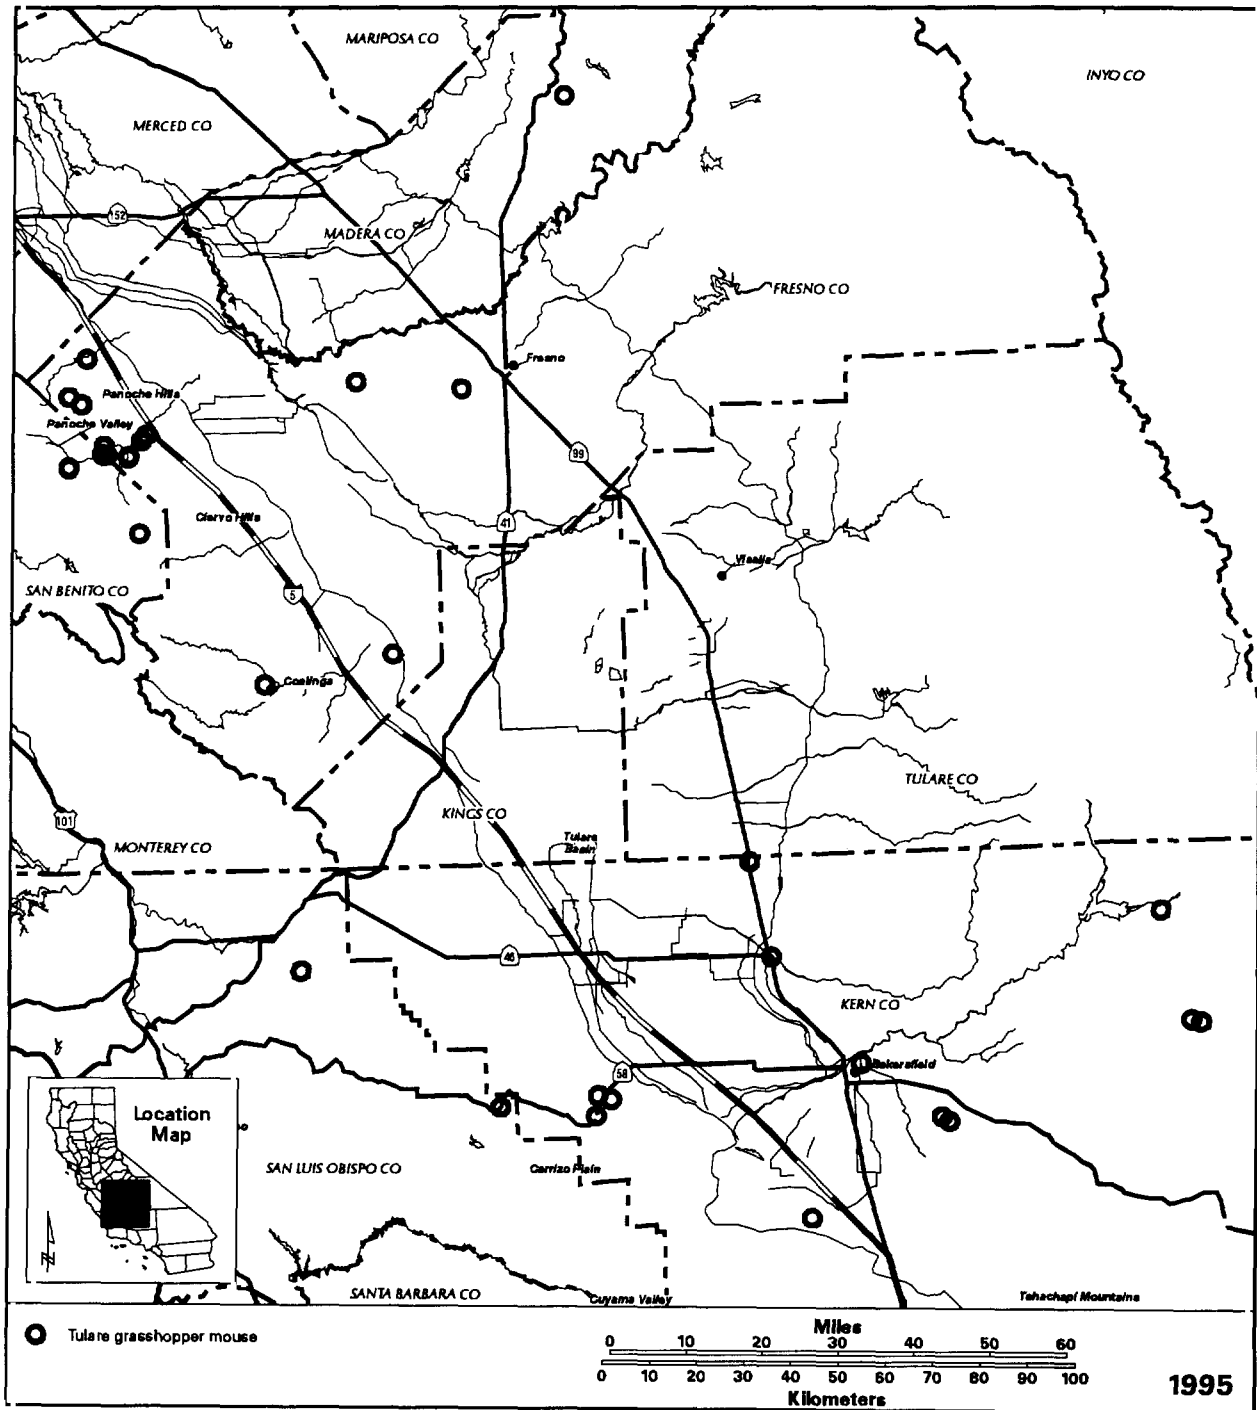 MARIPOSA CO
INYO CO
MERCED CO
152
MADERA CO
FRESNO CO
Fresno
Panoche Hills
Panoche Valley
99
Ciervo Hills
41
Visalia
SAN BENITO CO
5
Coalinga
TULARE CO
KINGS CO
101
Tulare
Basin
MONTEREY CO
46
KERN CO
58
Bakersfield
Location
Map
SAN LUIS OBISPO CO
Carrizo Plain
N
SANTA BARBARA CO
Cuyama Valley
Tehachapi Mountains
Tulare grasshopper mouse
Miles
0 10 20 30 40 50 60
0 10 20 30 40 50 60 70 80 90 100
Kilometers
1995